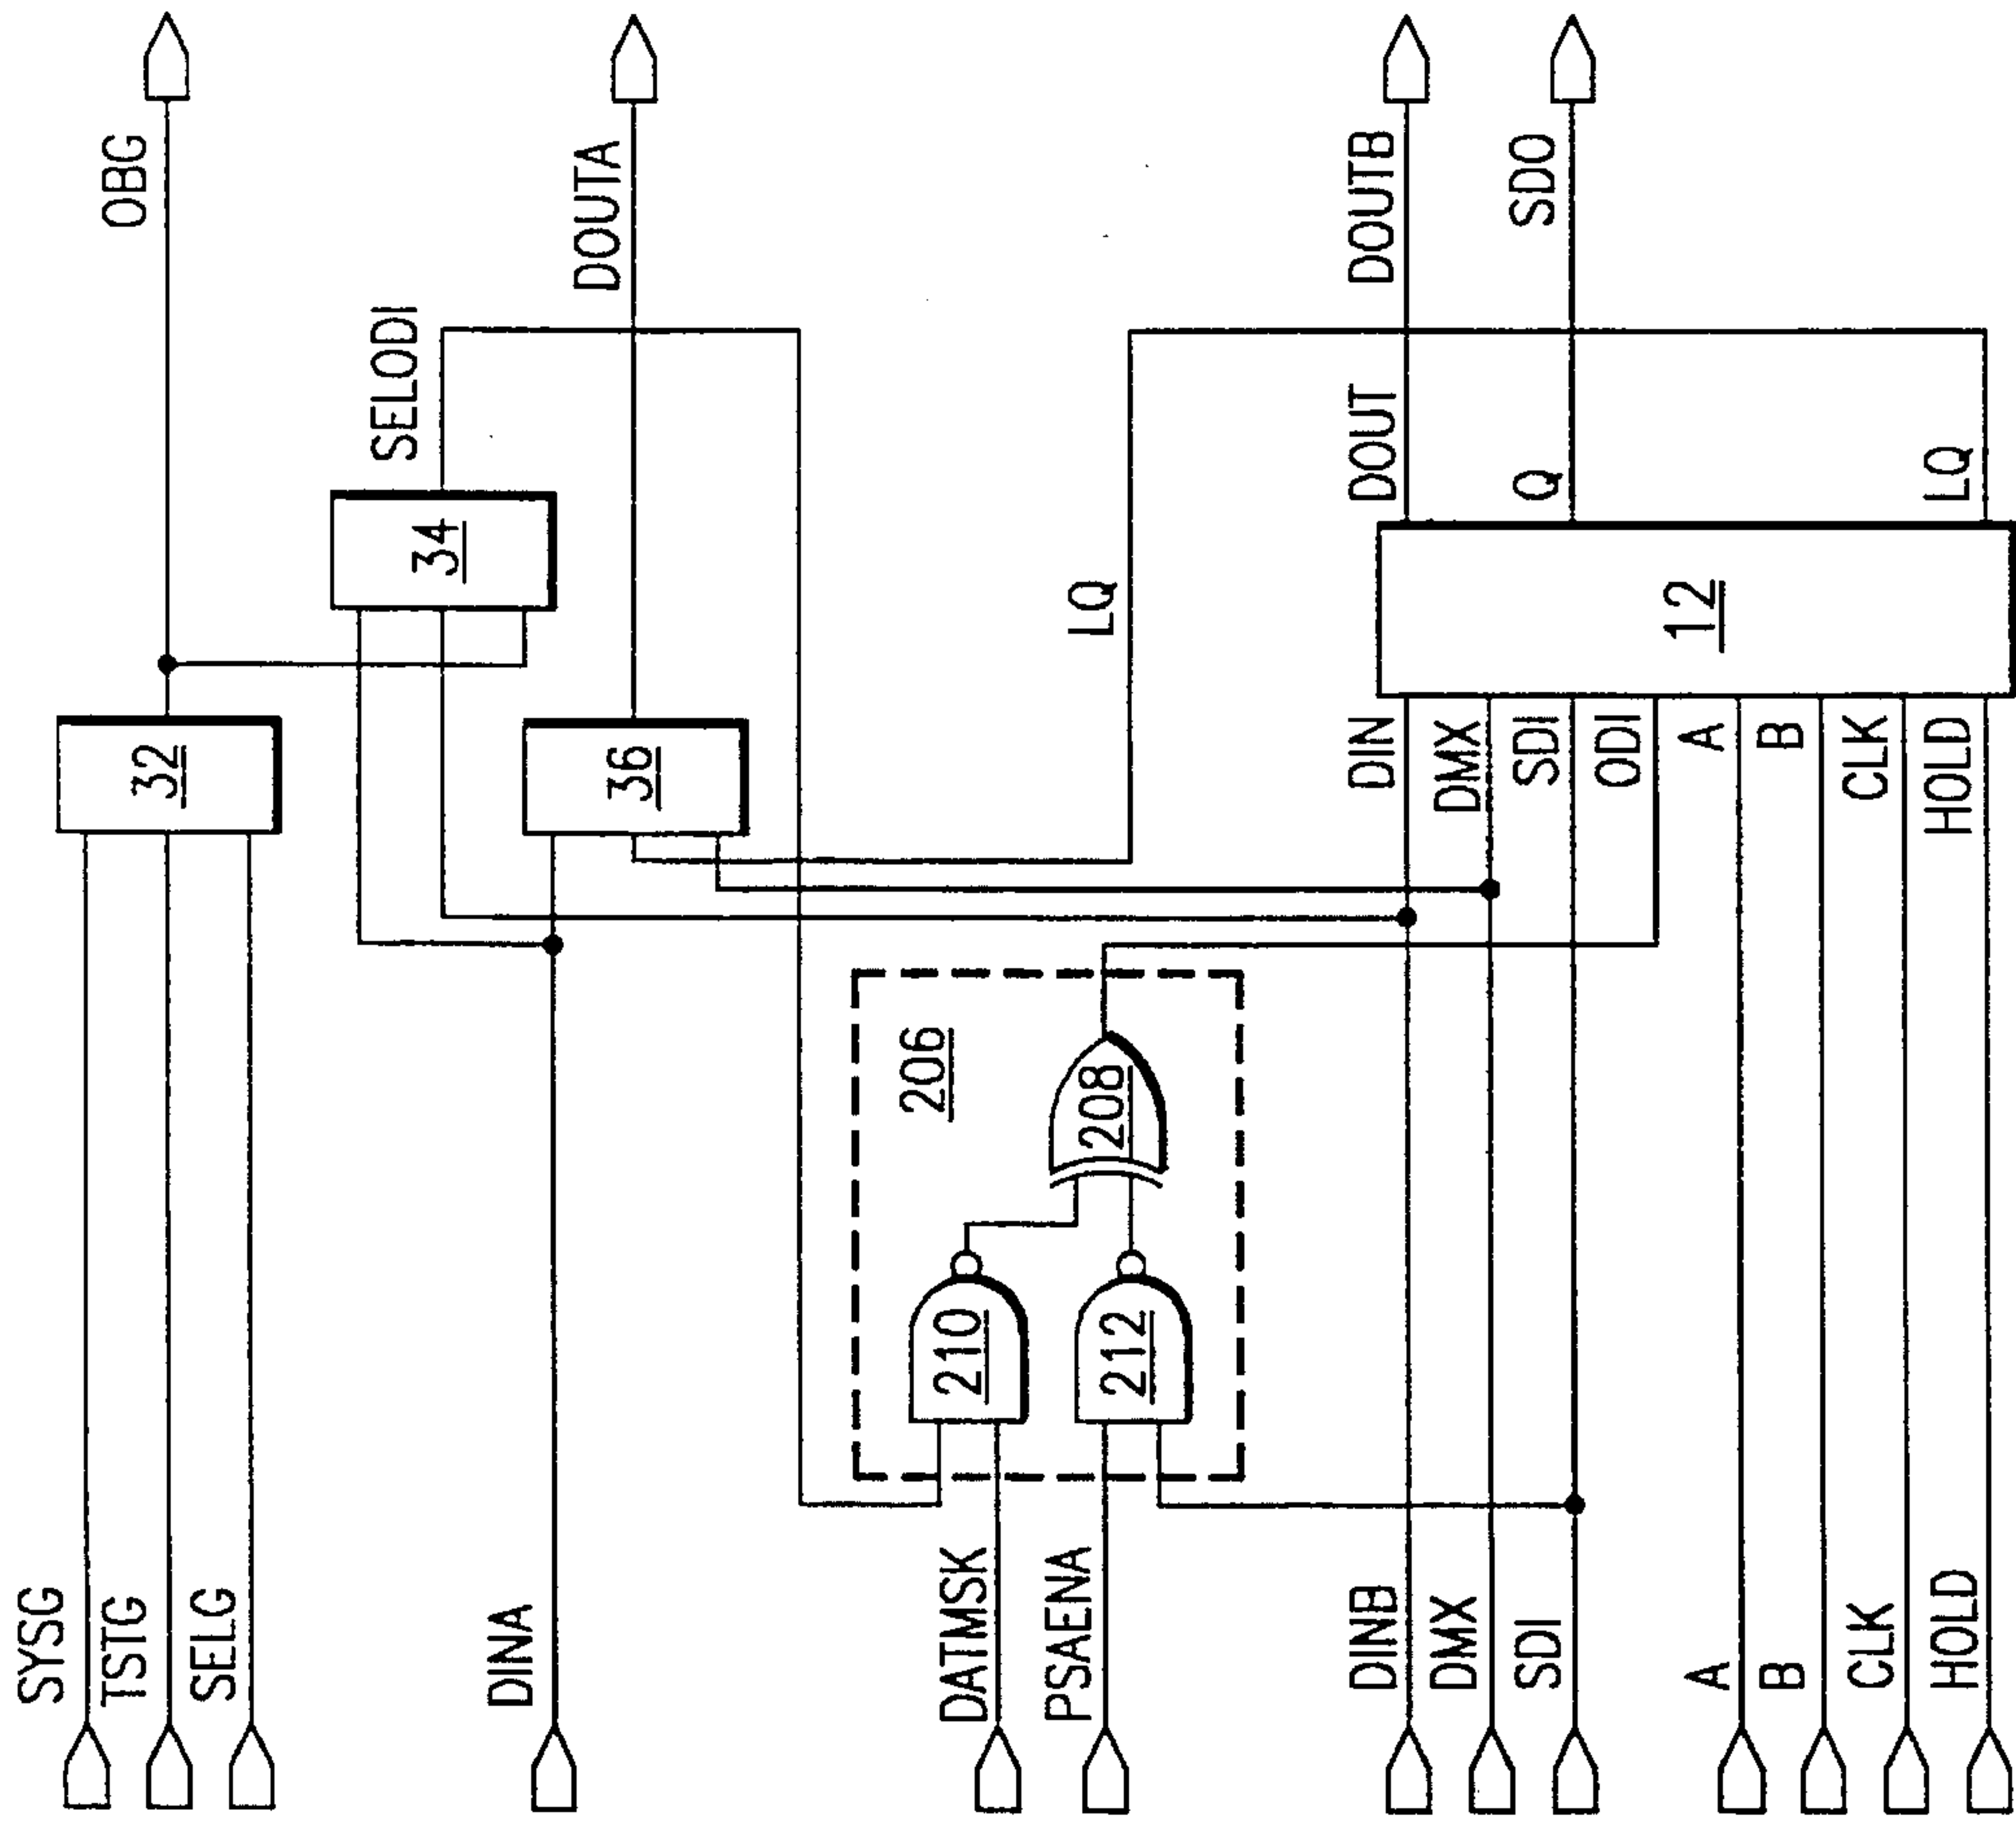 SYSG
TSTG
SELG
32
OBG
34
SELODI
DINA
36
DOUTA
206
210
208
DATMSK
212
PSAENA
LQ
DINB
DIN
DOUT
DOUTB
DMX
DMX
SDI
SDI
Q
SDO
ODI
12
A
A
B
B
CLK
CLK
HOLD
HOLD
LQ